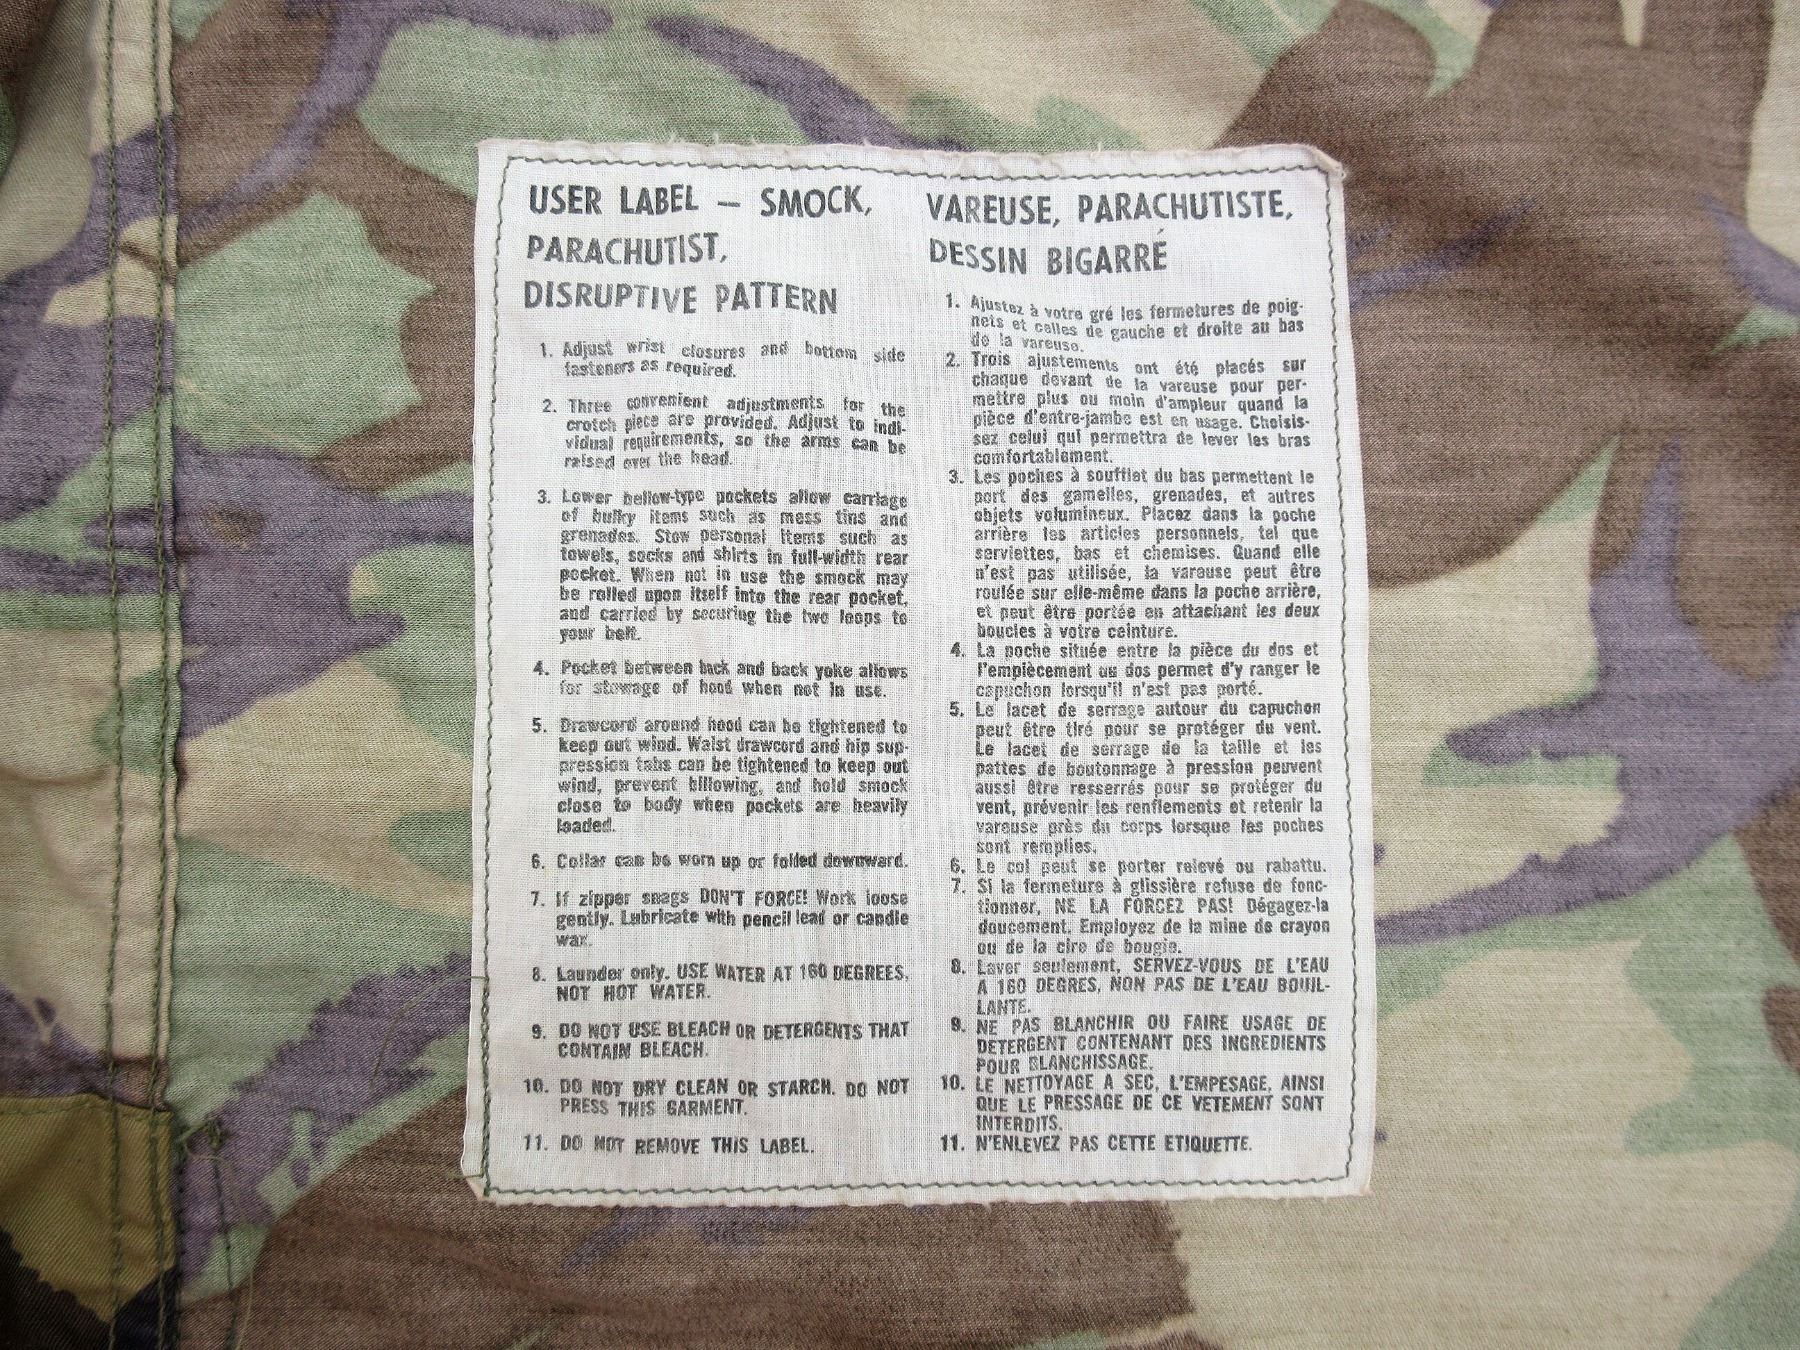 USER LABEL — SMOCK,
PARACHUTIST,
DISRUPTIVE PATTERN
1. Adjust wrist closures and bottom side
fasteners as required.
2. Three convenient adjustments for the
crotch piece are provided. Adjust to indi-
vidual requirements, so the arms can be
raised over the head.
3. Lower bellow-type pockets allow carriage
of bulky items such as mess tins and
grenades. Stow personal items such as
towels, socks and shirts in full-width rear
pocket. When not in use the smock may
be rolled upon itself into the rear pocket,
and carried by securing the two loops to
your belt.
4. Pocket between back and back yoke allows
for stowage of hood when not in use.
5. Drawcord around hood can be tightened to
keep out wind. Waist drawcord and hip sup-
pression tabs can be tightened to keep out
wind, prevent billowing, and hold smock
close to body when pockets are heavily
loaded.
6. Collar can be worn up or folded downward.
7. If zipper snags DON'T FORCE! Work loose
gently. Lubricate with pencil lead or candle
wax.
8. Launder only. USE WATER AT 160 DEGREES,
NOT HOT WATER.
9. DO NOT USE BLEACH OR DETERGENTS THAT
CONTAIN BLEACH.
10. DO NOT DRY CLEAN OR STARCH. DO NOT
PRESS THIS GARMENT.
11. DO NOT REMOVE THIS LABEL.
VAREUSE, PARACHUTISTE,
DESSIN BIGARRÉ
1. Ajustez à votre gré les fermetures de poig-
nets et celles de gauche et droite au bas
de la vareuse.
2. Trois ajustements ont été placés sur
chaque devant de la vareuse pour per-
mettre plus ou moin d'ampleur quand la
pièce d'entre-jambe est en usage. Choisis-
sez celui qui permettra de lever les bras
comfortablement.
3. Les poches à soufflet du bas permettent le
port des gamelles, grenades, et autres
objets volumineux. Placez dans la poche
arrière les articles personnels, tel que
serviettes, bas et chemises. Quand elle
n'est pas utilisée, la vareuse peut être
roulée sur elle-même dans la poche arrière,
et peut être portée en attachant les deux
boucles à votre ceinture.
4. La poche située entre la pièce du dos et
l'empiècement au dos permet d'y ranger le
capuchon lorsqu'il n'est pas porté.
5. Le lacet de serrage autour du capuchon
peut être tiré pour se protéger du vent.
Le lacet de serrage de la taille et les
pattes de boutonnage à pression peuvent
aussi être resserrés pour se protéger du
vent, prévenir les renflements et retenir la
vareuse près du corps lorsque les poches
sont remplies.
6. Le col peut se porter relevé ou rabattu.
7. Si la fermeture à glissière refuse de fonc-
tionner, NE LA FORCEZ PAS! Dégagez-la
doucement. Employez de la mine de crayon
ou de la cire de bougie.
8. Laver seulement, SERVEZ-VOUS DE L'EAU
A 160 DEGRES, NON PAS DE L'EAU BOUIL-
LANTE.
9. NE PAS BLANCHIR OU FAIRE USAGE DE
DETERGENT CONTENANT DES INGREDIENTS
POUR BLANCHISSAGE.
10. LE NETTOYAGE A SEC, L'EMPESAGE, AINSI
QUE LE PRESSAGE DE CE VETEMENT SONT
INTERDITS.
11. N'ENLEVEZ PAS CETTE ETIQUETTE.